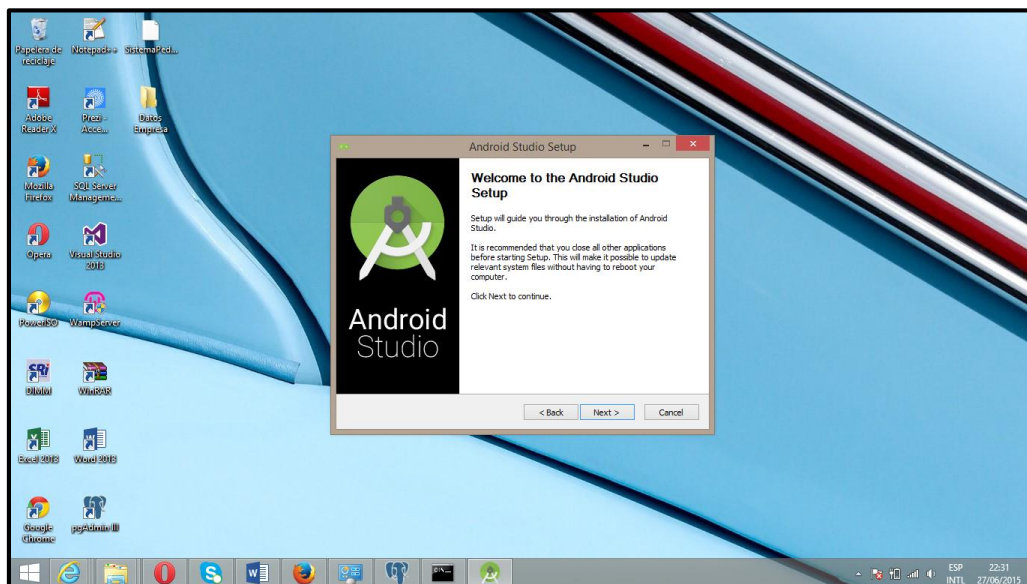 Papelera de
reciclaje
Notepad++
SistemaPed...
Adobe
Reader X
Prezi -
Acce...
Datos
Empresa
Mozilla
Firefox
SQL Server
Manageme...
Opera
Visual Studio
2013
PowerISO
WampServer
SRi
DIMM
WinRAR
Excel 2013
Word 2013
Google
Chrome
pgAdmin III
Android Studio Setup
Welcome to the Android Studio
Setup
Setup will guide you through the installation of Android
Studio.
It is recommended that you close all other applications
before starting Setup. This will make it possible to update
relevant system files without having to reboot your
computer.
Click Next to continue.
Android
Studio
< Back
Next >
Cancel
ESP
INTL
22:31
27/06/2015